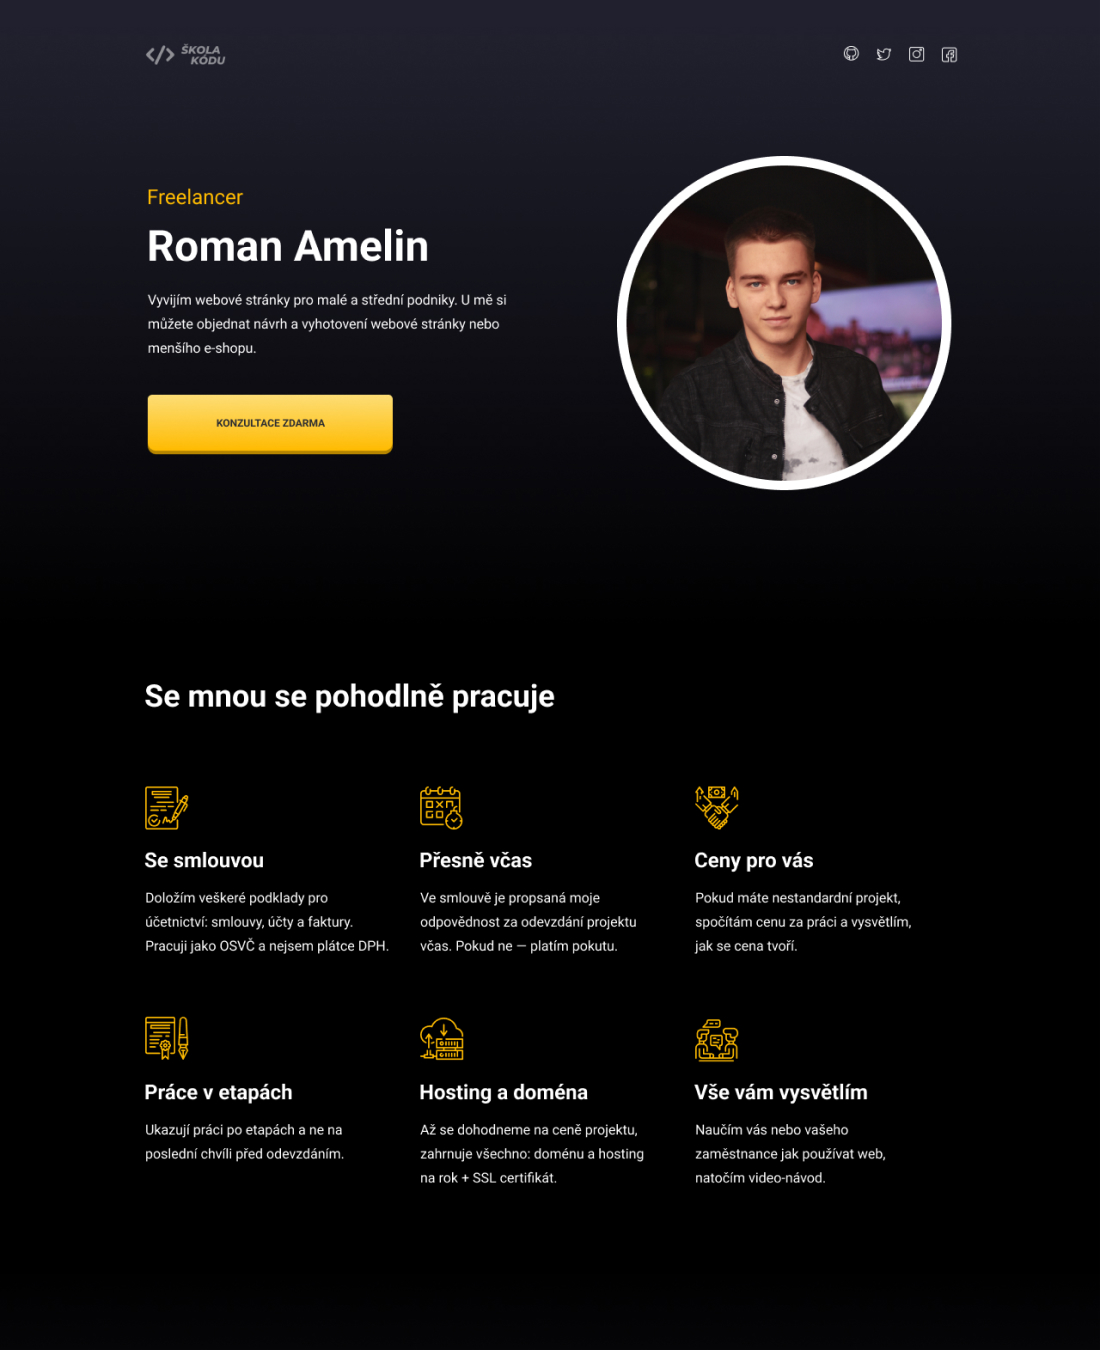 ŠKOLA
KÓDU
Freelancer
Roman Amelin
Vyvijím webové stránky pro malé a střední podniky. U mě si
můžete objednat návrh a vyhotovení webové stránky nebo
menšího e-shopu.
KONZULTACE ZDARMA
Se mnou se pohodlně pracuje
Se smlouvou
Doložím veškeré podklady pro
účetnictví: smlouvy, účty a faktury.
Pracuji jako OSVČ a nejsem plátce DPH.
Přesně včas
Ve smlouvě je propsaná moje
odpovědnost za odevzdání projektu
včas. Pokud ne — platím pokutu.
Ceny pro vás
Pokud máte nestandardní projekt,
spočítám cenu za práci a vysvětlím,
jak se cena tvoří.
Práce v etapách
Ukazují práci po etapách a ne na
poslední chvíli před odevzdáním.
Hosting a doména
Až se dohodneme na ceně projektu,
zahrnuje všechno: doménu a hosting
na rok + SSL certifikát.
Vše vám vysvětlím
Naučím vás nebo vašeho
zaměstnance jak používat web,
natočím video-návod.